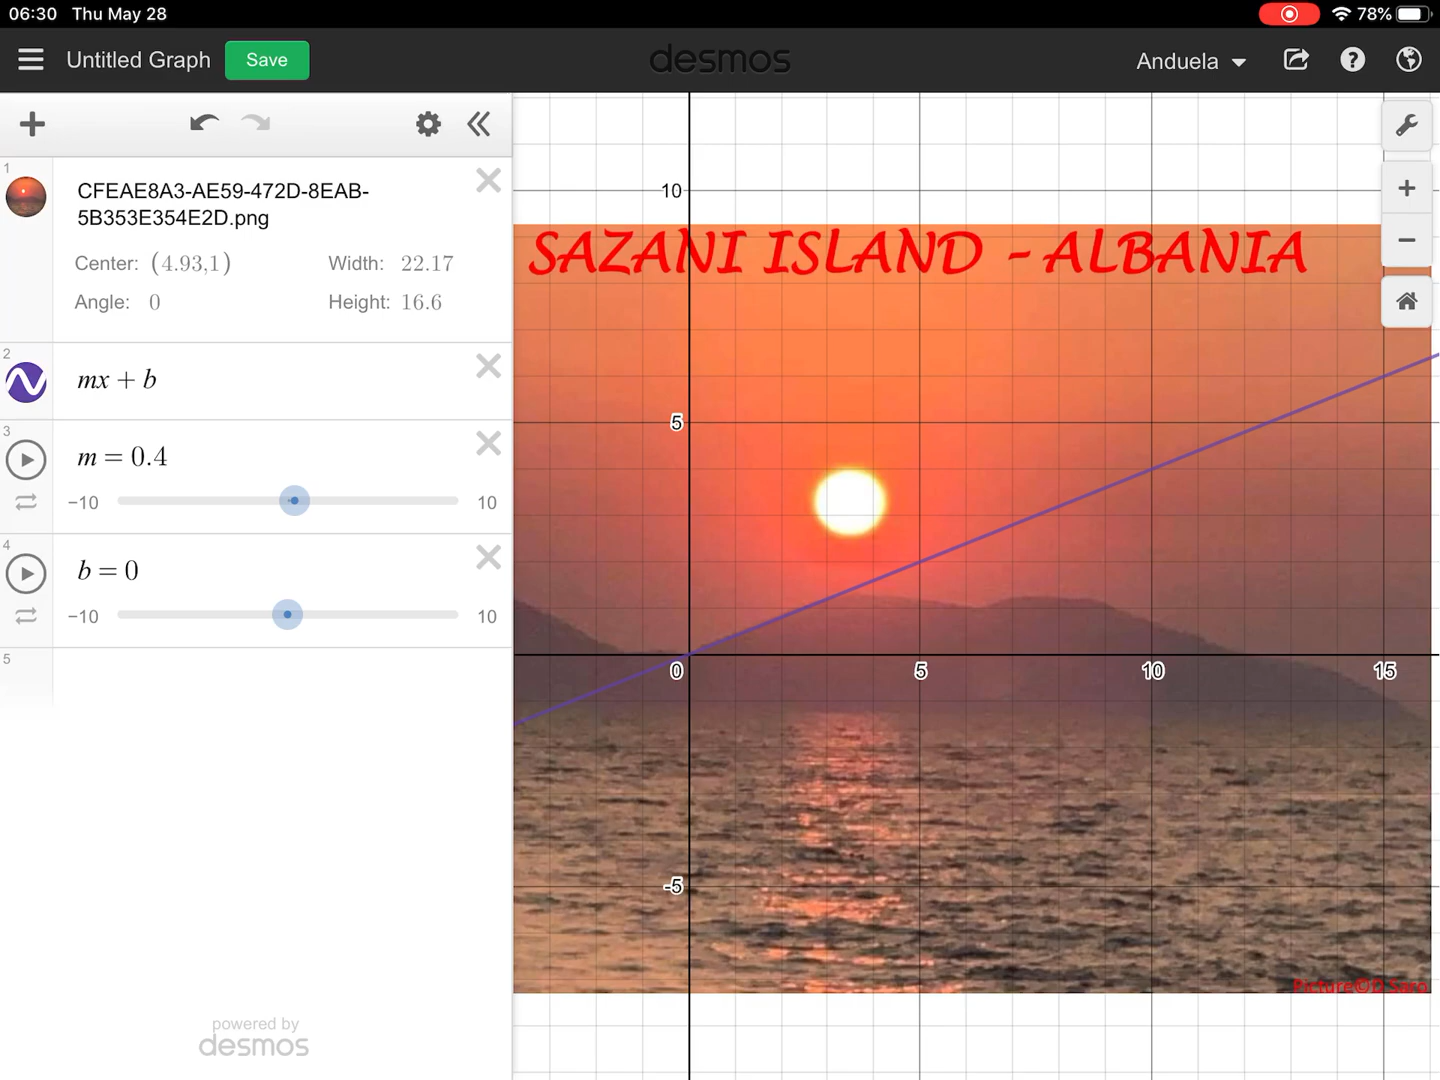 06:30 Thu May 28 78%
Untitled Graph Save desmos Anduela
1
CFEAE8A3-AE59-472D-8EAB-
5B353E354E2D.png
Center: (4.93,1) Width: 22.17
Angle: 0 Height: 16.6
2
mx + b
3
m = 0.4
−10 10
4
b = 0
−10 10
5
powered by
desmos
10
SAZANI ISLAND - ALBANIA
5
0 5 10 15
-5
Picture©D.Saro